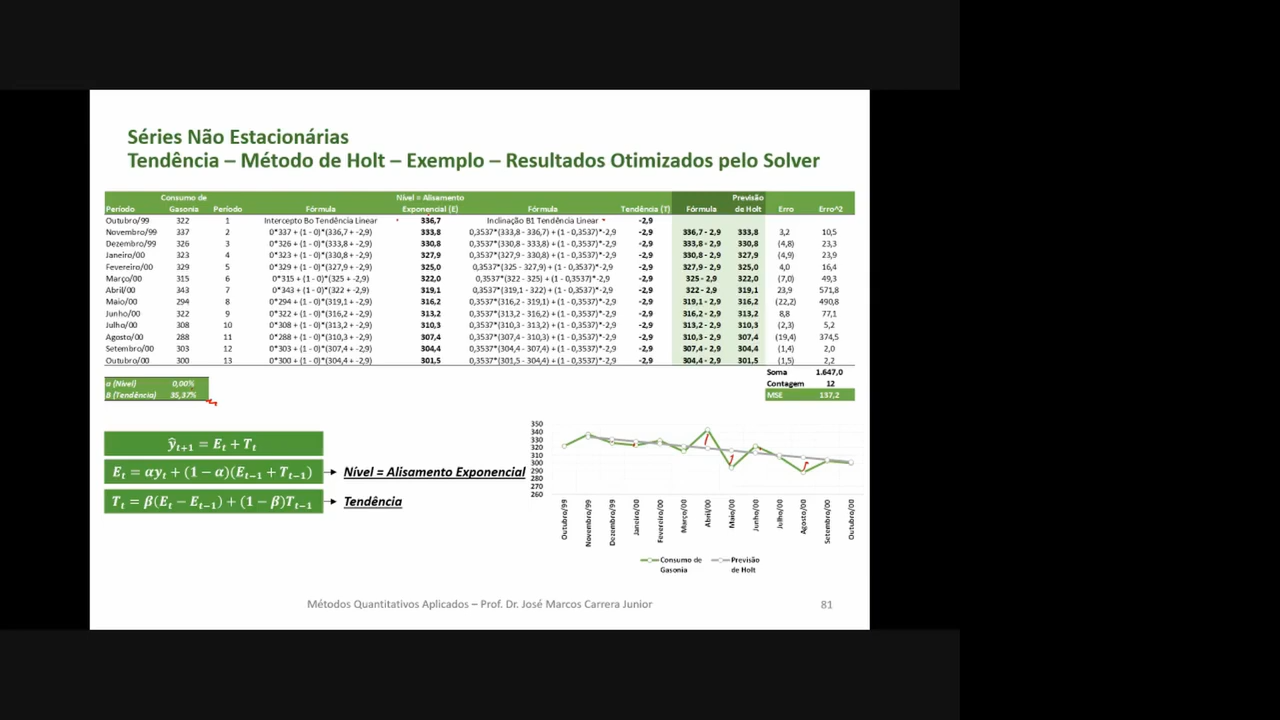 Séries Não Estacionárias
Tendência – Método de Holt – Exemplo – Resultados Otimizados pelo Solver
Período Consumo de Gasonia Período Fórmula Nível = Alisamento Exponencial (E) Fórmula Tendência (T) Fórmula Previsão de Holt Erro Erro^2
Outubro/99 322 1 Intercepto Bo Tendência Linear 336,7 Inclinação B1 Tendência Linear -2,9
Novembro/99 337 2 0*337 + (1 - 0)*(336,7 + -2,9) 333,8 0,3537*(333,8 - 336,7) + (1 - 0,3537)*-2,9 -2,9 336,7 - 2,9 333,8 3,2 10,5
Dezembro/99 326 3 0*326 + (1 - 0)*(333,8 + -2,9) 330,8 0,3537*(330,8 - 333,8) + (1 - 0,3537)*-2,9 -2,9 333,8 - 2,9 330,8 (4,8) 23,3
Janeiro/00 323 4 0*323 + (1 - 0)*(330,8 + -2,9) 327,9 0,3537*(327,9 - 330,8) + (1 - 0,3537)*-2,9 -2,9 330,8 - 2,9 327,9 (4,9) 23,9
Fevereiro/00 329 5 0*329 + (1 - 0)*(327,9 + -2,9) 325,0 0,3537*(325 - 327,9) + (1 - 0,3537)*-2,9 -2,9 327,9 - 2,9 325,0 4,0 16,4
Março/00 315 6 0*315 + (1 - 0)*(325 + -2,9) 322,0 0,3537*(322 - 325) + (1 - 0,3537)*-2,9 -2,9 325 - 2,9 322,0 (7,0) 49,3
Abril/00 343 7 0*343 + (1 - 0)*(322 + -2,9) 319,1 0,3537*(319,1 - 322) + (1 - 0,3537)*-2,9 -2,9 322 - 2,9 319,1 23,9 571,8
Maio/00 294 8 0*294 + (1 - 0)*(319,1 + -2,9) 316,2 0,3537*(316,2 - 319,1) + (1 - 0,3537)*-2,9 -2,9 319,1 - 2,9 316,2 (22,2) 490,8
Junho/00 322 9 0*322 + (1 - 0)*(316,2 + -2,9) 313,2 0,3537*(313,2 - 316,2) + (1 - 0,3537)*-2,9 -2,9 316,2 - 2,9 313,2 8,8 77,1
Julho/00 308 10 0*308 + (1 - 0)*(313,2 + -2,9) 310,3 0,3537*(310,3 - 313,2) + (1 - 0,3537)*-2,9 -2,9 313,2 - 2,9 310,3 (2,3) 5,2
Agosto/00 288 11 0*288 + (1 - 0)*(310,3 + -2,9) 307,4 0,3537*(307,4 - 310,3) + (1 - 0,3537)*-2,9 -2,9 310,3 - 2,9 307,4 (19,4) 374,5
Setembro/00 303 12 0*303 + (1 - 0)*(307,4 + -2,9) 304,4 0,3537*(304,4 - 307,4) + (1 - 0,3537)*-2,9 -2,9 307,4 - 2,9 304,4 (1,4) 2,0
Outubro/00 300 13 0*300 + (1 - 0)*(304,4 + -2,9) 301,5 0,3537*(301,5 - 304,4) + (1 - 0,3537)*-2,9 -2,9 304,4 - 2,9 301,5 (1,5) 2,2
Soma 1.647,0
α (Nível) 0,00% Contagem 12
B (Tendência) 35,37% MSE 137,2
ŷₜ₊₁ = Eₜ + Tₜ
Eₜ = αyₜ + (1 − α)(Eₜ₋₁ + Tₜ₋₁) Nível = Alisamento Exponencial
Tₜ = β(Eₜ − Eₜ₋₁) + (1 − β)Tₜ₋₁ Tendência
350
340
330
320
310
300
290
280
270
260
Outubro/99 Novembro/99 Dezembro/99 Janeiro/00 Fevereiro/00 Março/00 Abril/00 Maio/00 Junho/00 Julho/00 Agosto/00 Setembro/00 Outubro/00
Consumo de Gasonia Previsão de Holt
Métodos Quantitativos Aplicados – Prof. Dr. José Marcos Carrera Junior 81